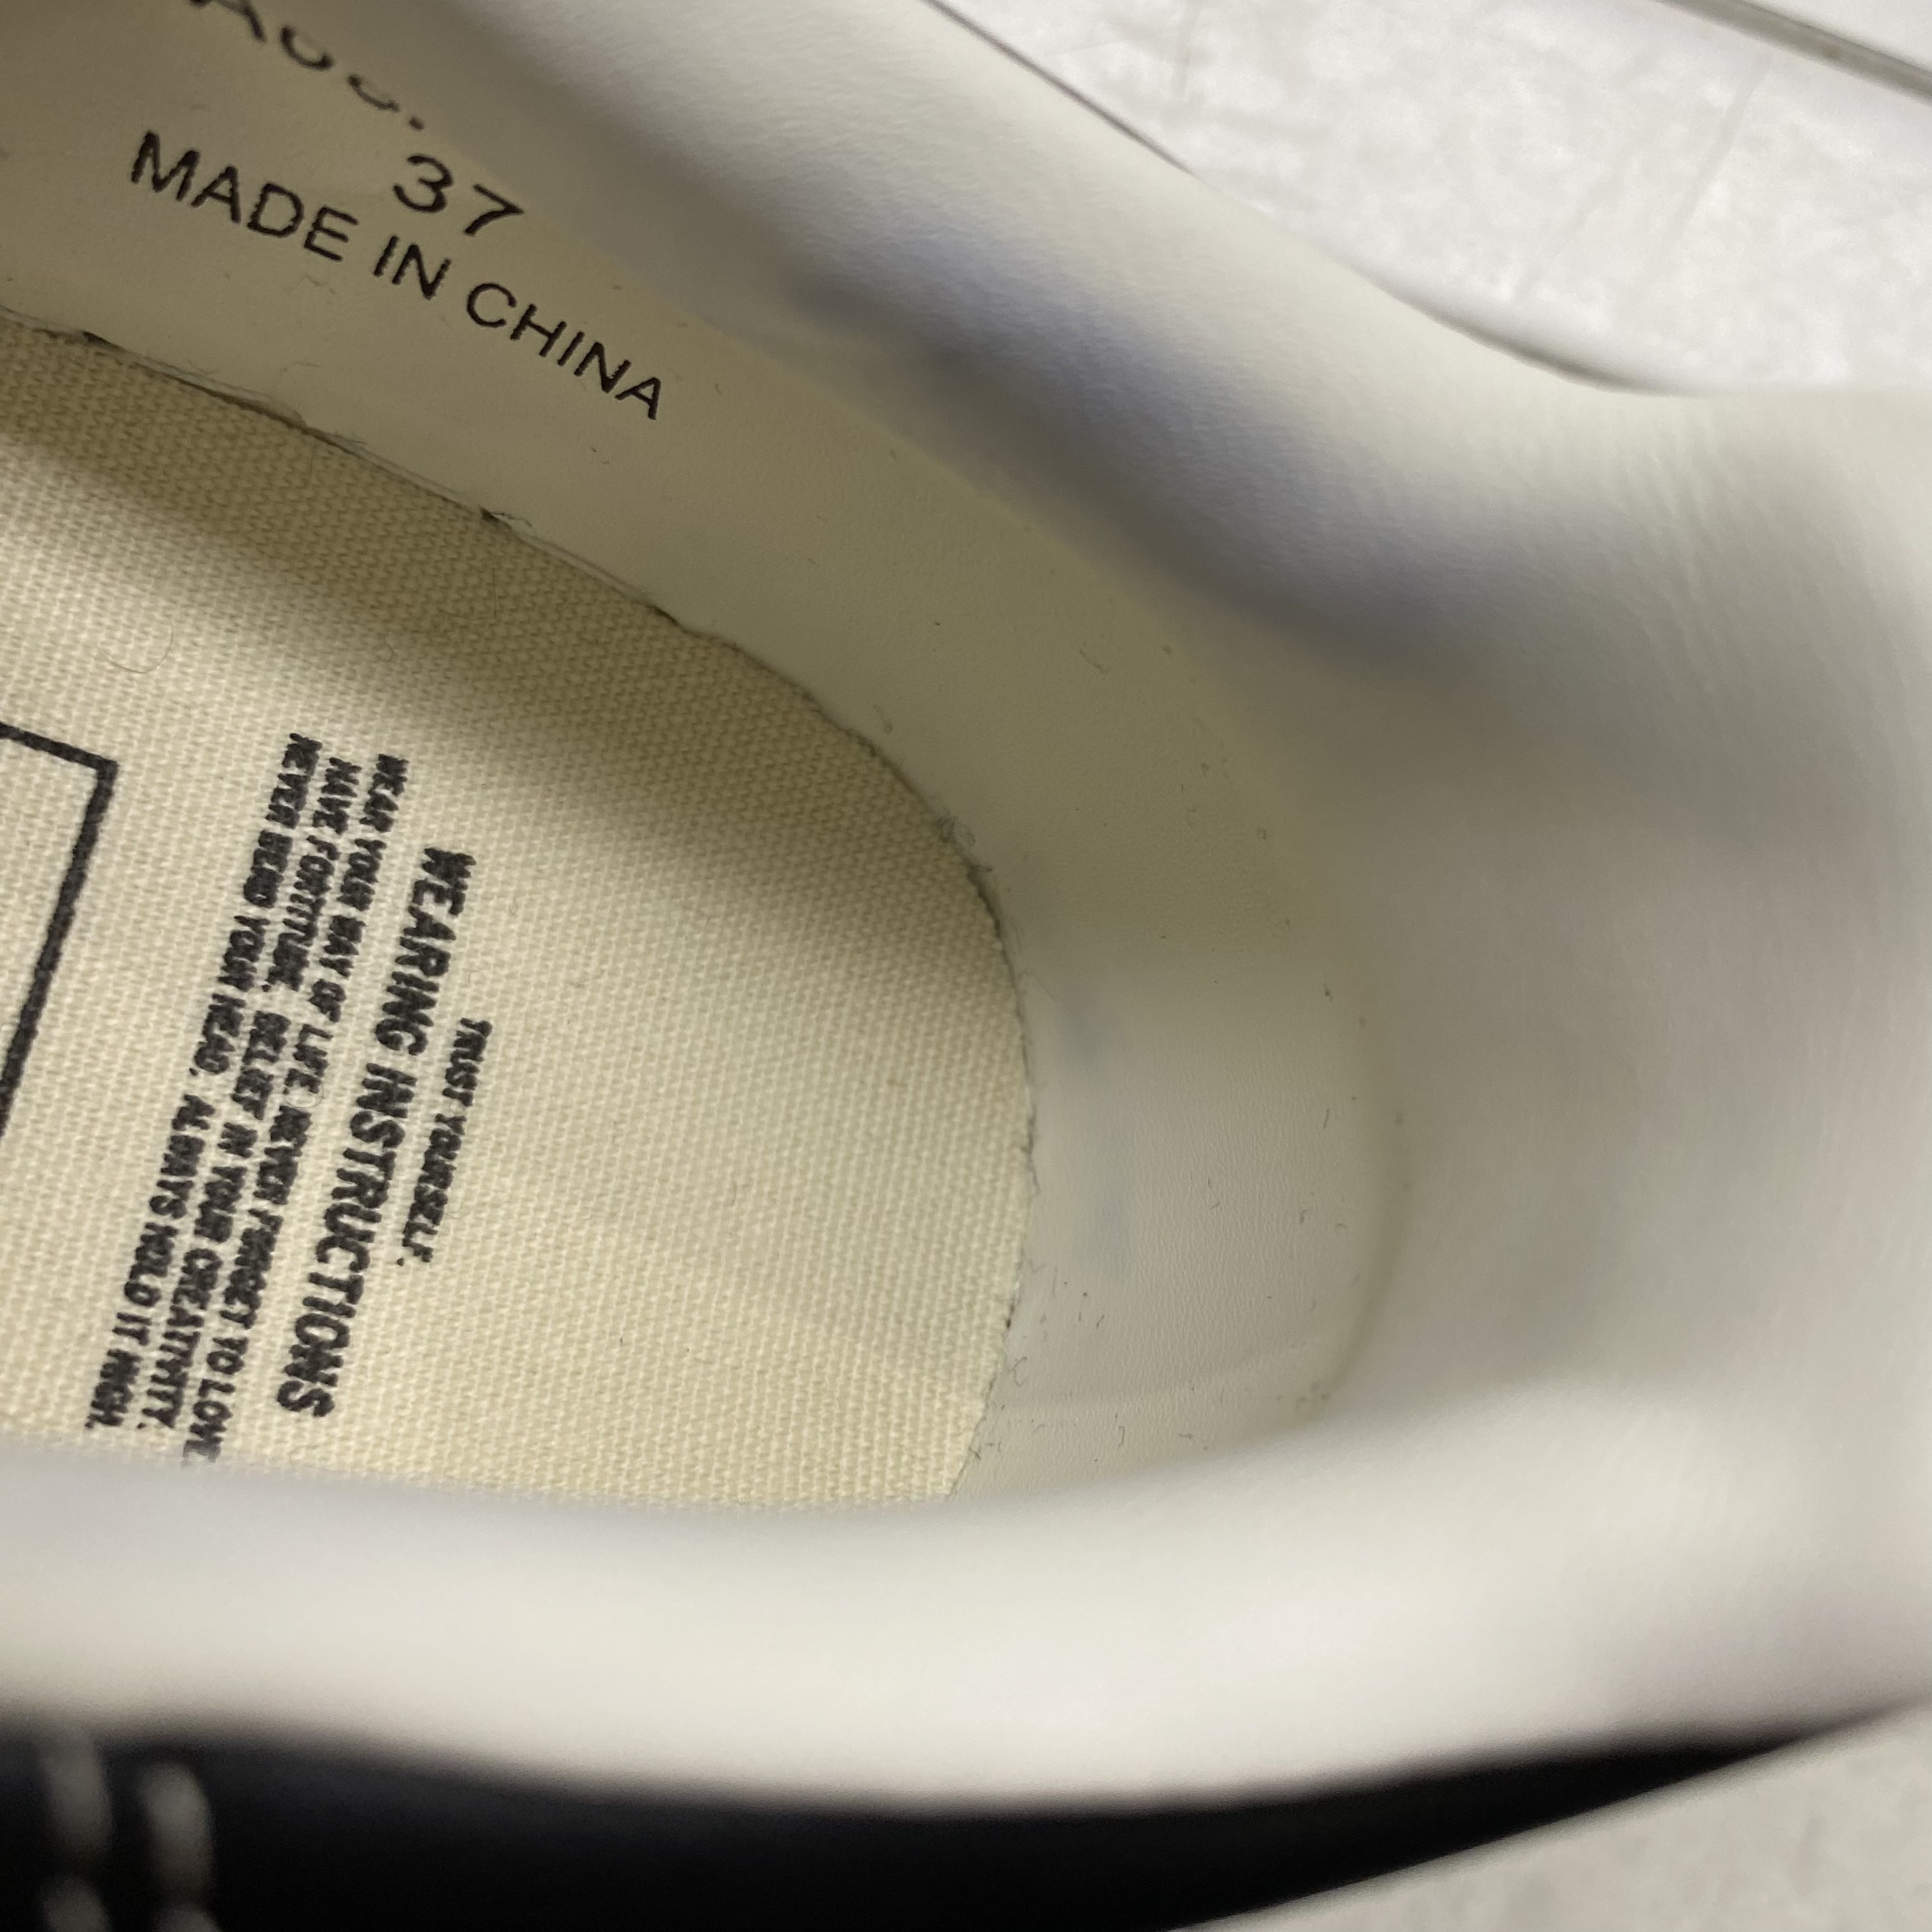 37
MADE IN CHINA
TRUST YOURSELF.
WEARING INSTRUCTIONS
WEAR YOUR WAY OF LIFE. NEVER FORGET TO LOVE
HAVE FORTITUDE. BELIEF IN YOUR CREATIVITY.
NEVER BEND YOUR HEAD. ALWAYS HOLD IT HIGH.